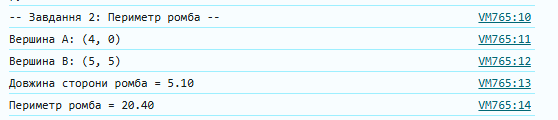 -- Завдання 2: Периметр ромба -- VM765:10
Вершина A: (4, 0) VM765:11
Вершина B: (5, 5) VM765:12
Довжина сторони ромба = 5.10 VM765:13
Периметр ромба = 20.40 VM765:14